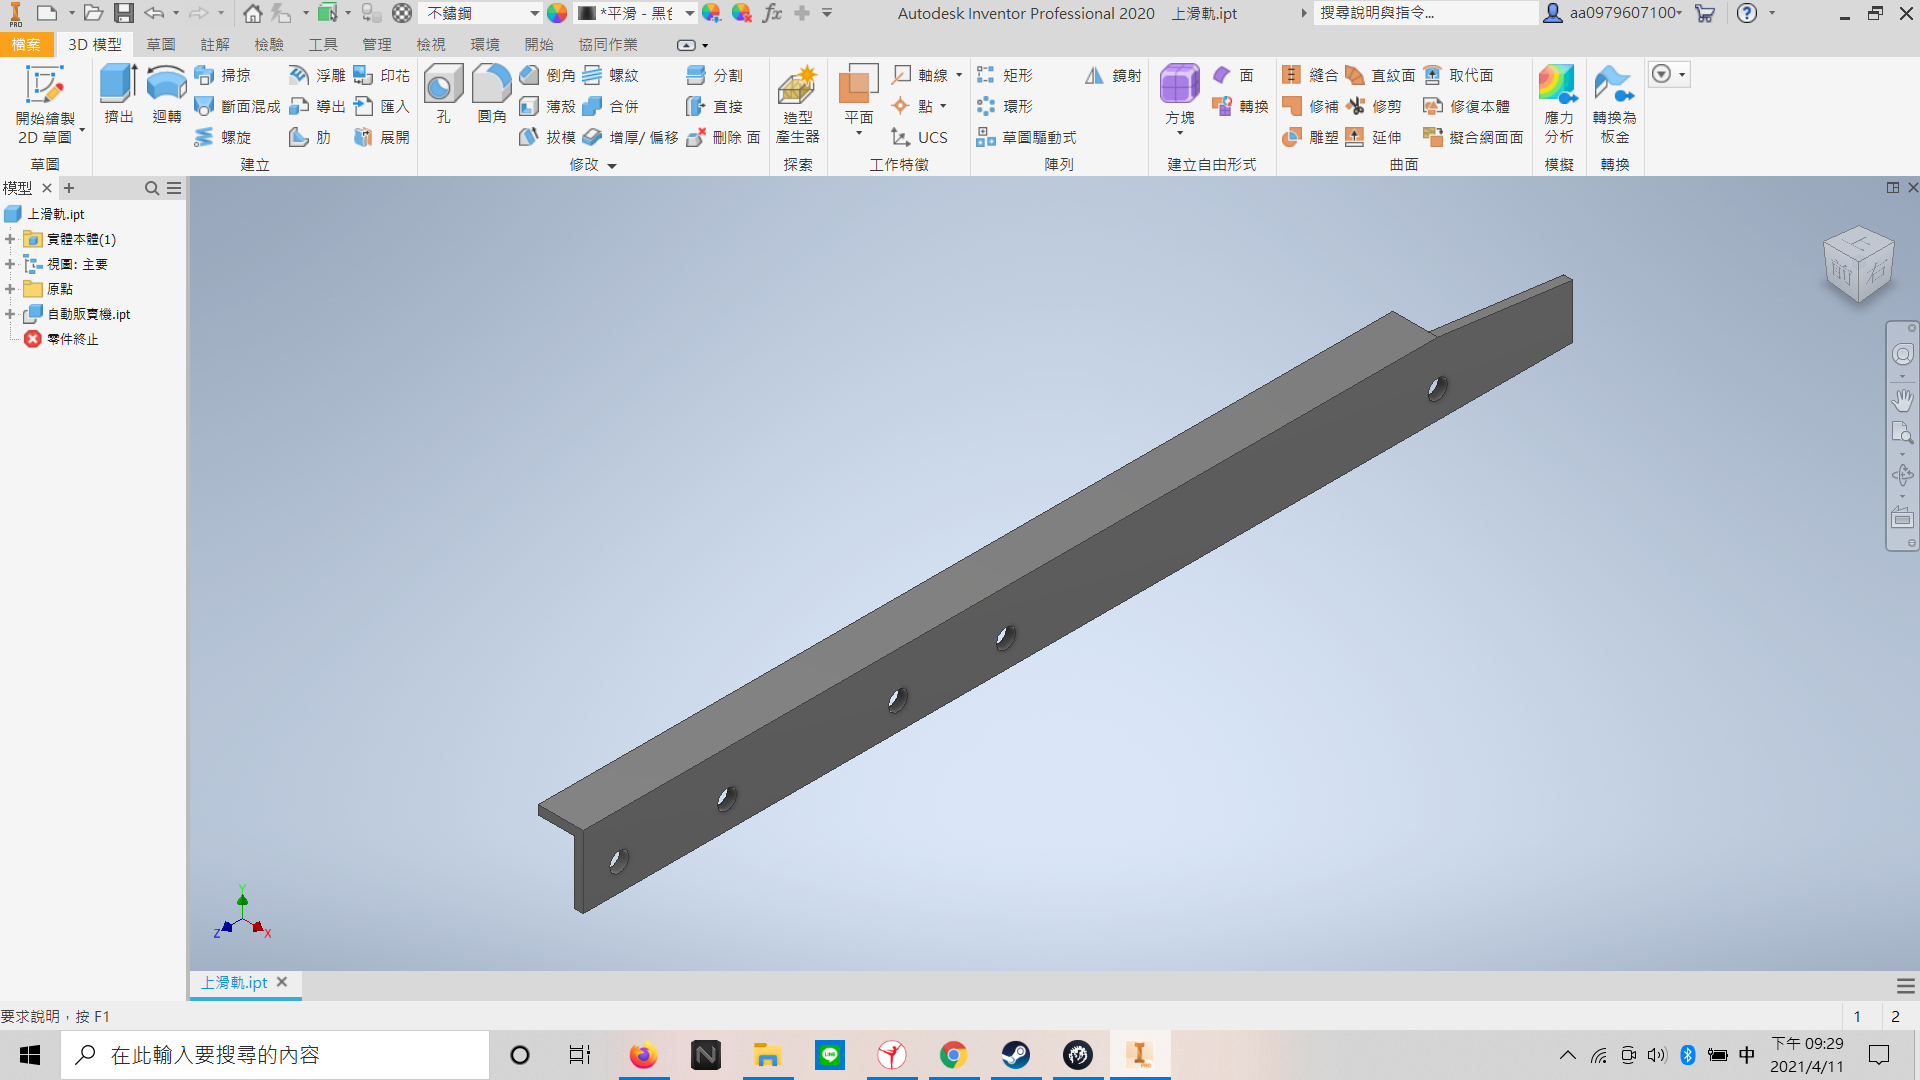 PRO
不鏽鋼
*平滑 - 黑色
fx
Autodesk Inventor Professional 2020 上滑軌.ipt
搜尋說明與指令...
aa0979607100
檔案 3D 模型 草圖 註解 檢驗 工具 管理 檢視 環境 開始 協同作業
開始繪製
2D 草圖
草圖
擠出 迴轉 掃掠 浮雕 印花
斷面混成 導出 匯入
螺旋 肋 展開
建立
孔 圓角 倒角 螺紋 分割
薄殼 合併 直接
拔模 增厚/ 偏移 刪除 面
修改
造型
產生器
探索
平面 軸線
點
UCS
工作特徵
矩形 鏡射
環形
草圖驅動式
陣列
方塊 面
轉換
建立自由形式
縫合 直紋面 取代面
修補 修剪 修復本體
雕塑 延伸 擬合網面面
曲面
應力
分析
模擬
轉換為
板金
轉換
模型
上滑軌.ipt
實體本體(1)
視圖: 主要
原點
自動販賣機.ipt
零件終止
上
前 右
Y
Z X
上滑軌.ipt
要求說明，按 F1
1 2
在此輸入要搜尋的內容
LINE
PRO
中
下午 09:29
2021/4/11